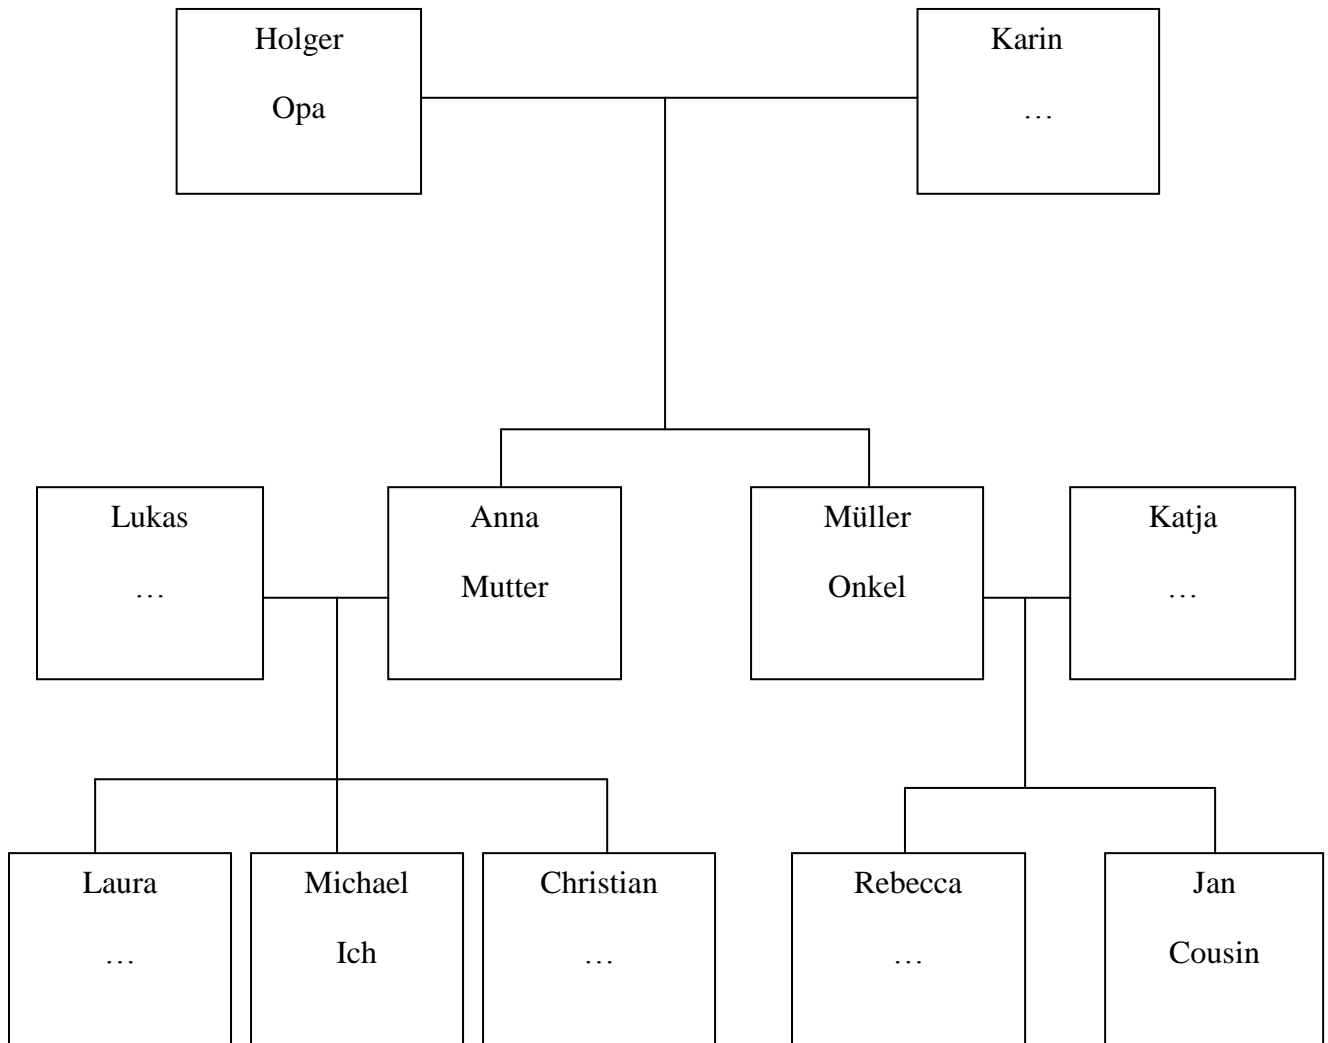 Holger
Opa
Karin
…
Lukas
…
Anna
Mutter
Müller
Onkel
Katja
…
Laura
…
Michael
Ich
Christian
…
Rebecca
…
Jan
Cousin